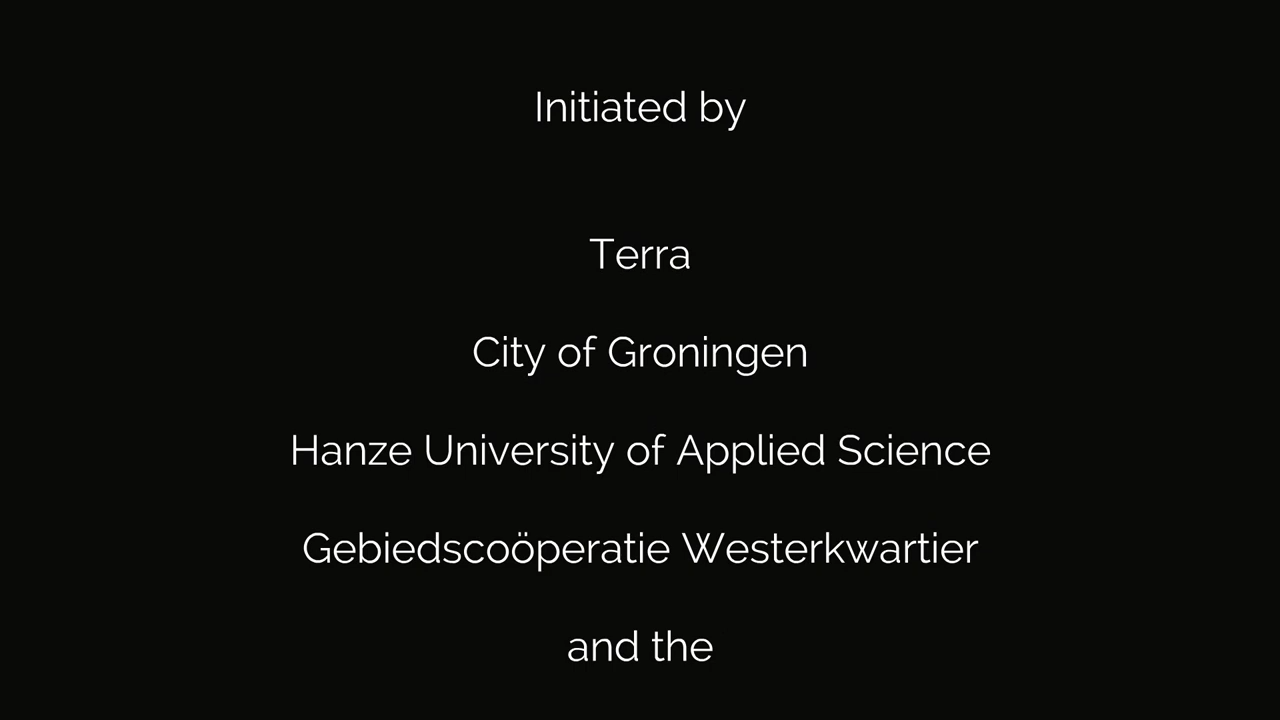 Initiated by
Terra
City of Groningen
Hanze University of Applied Science
Gebiedscoöperatie Westerkwartier
and the